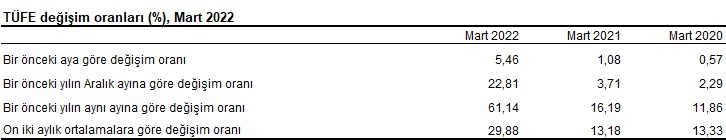 TÜFE değişim oranları (%), Mart 2022
Mart 2022 Mart 2021 Mart 2020
Bir önceki aya göre değişim oranı 5,46 1,08 0,57
Bir önceki yılın Aralık ayına göre değişim oranı 22,81 3,71 2,29
Bir önceki yılın aynı ayına göre değişim oranı 61,14 16,19 11,86
On iki aylık ortalamalara göre değişim oranı 29,88 13,18 13,33